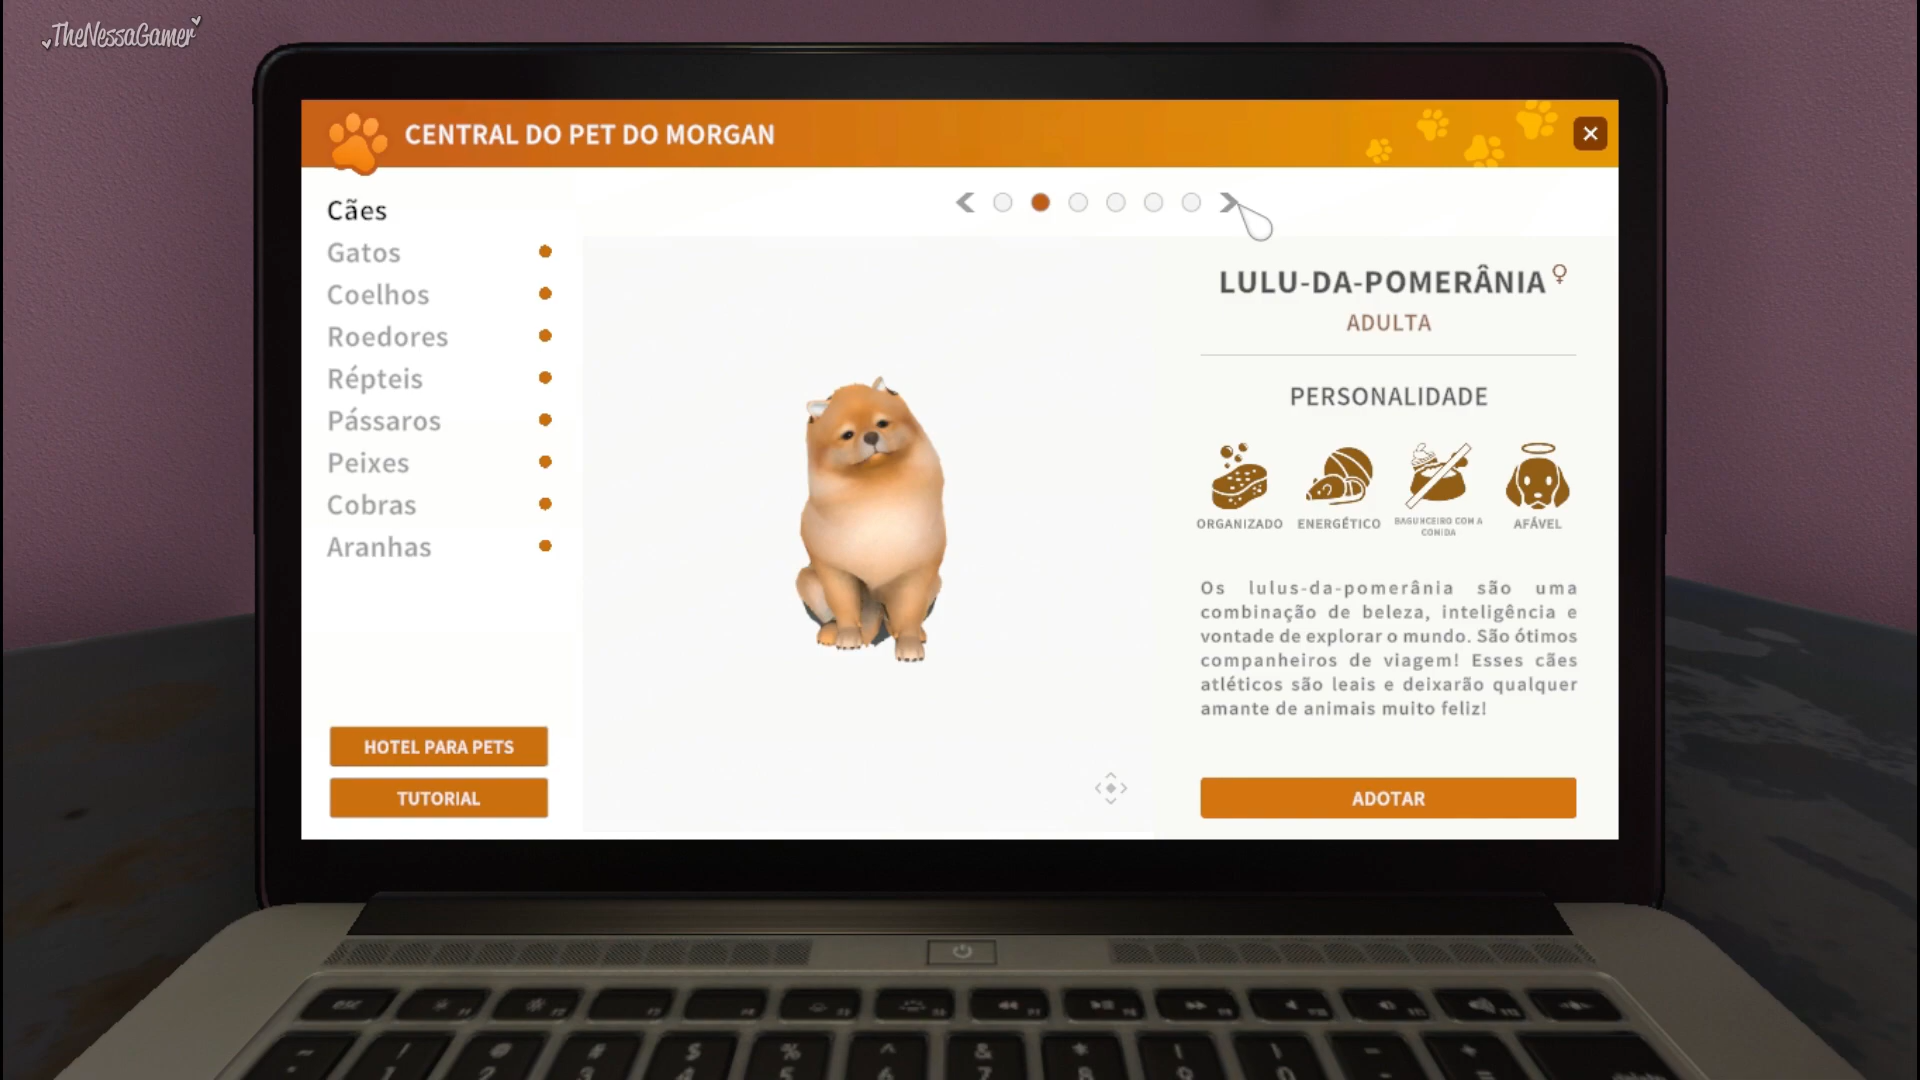 TheNessaGamer
CENTRAL DO PET DO MORGAN
Cães
Gatos
Coelhos
Roedores
Répteis
Pássaros
Peixes
Cobras
Aranhas
HOTEL PARA PETS
TUTORIAL
LULU-DA-POMERÂNIA
ADULTA
PERSONALIDADE
ORGANIZADO
ENERGÉTICO
BAGUNCEIRO COM A
COMIDA
AFÁVEL
Os lulus-da-pomerânia são uma
combinação de beleza, inteligência e
vontade de explorar o mundo. São ótimos
companheiros de viagem! Esses cães
atléticos são leais e deixarão qualquer
amante de animais muito feliz!
ADOTAR
esc